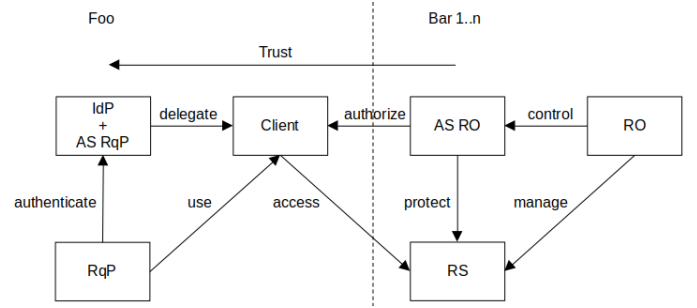 Foo
Bar 1..n
Trust
IdP
+
AS RqP
delegate
Client
authorize
AS RO
control
RO
authenticate
use
access
protect
manage
RqP
RS